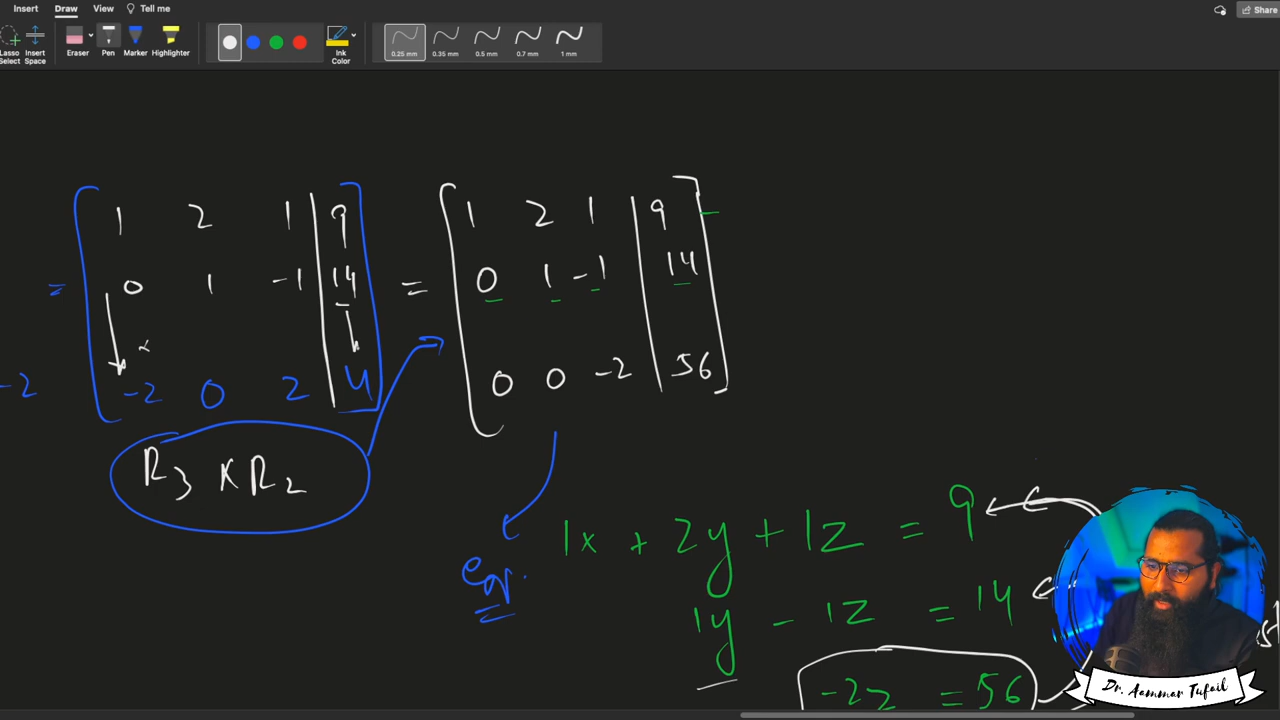 Insert Draw View Tell me
Share
Lasso Select
Insert Space
Eraser
Pen
Marker
Highlighter
Ink Color
0.25 mm 0.35 mm 0.5 mm 0.7 mm 1 mm
= 1 2 1 | 9
0 1 -1 | 14
-2 -2 0 2 4
= 1 2 1 | 9
0 1 -1 | 14
0 0 -2 | 56
R3 x R2
eq.
1x + 2y + 1z = 9
1y - 1z = 14
-2z = 56
Dr. Aammar Tufail